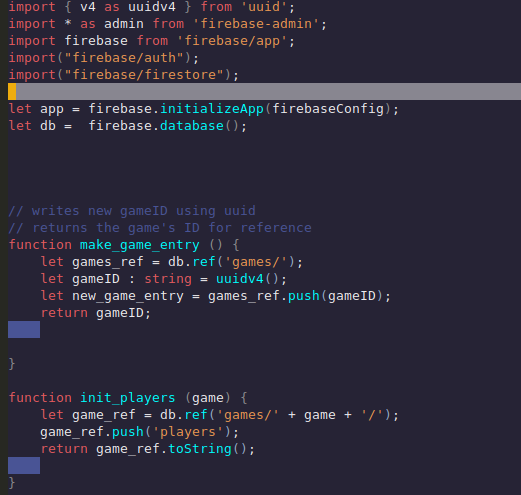 import { v4 as uuidv4 } from 'uuid';
import * as admin from 'firebase-admin';
import firebase from 'firebase/app';
import("firebase/auth");
import("firebase/firestore");
let app = firebase.initializeApp(firebaseConfig);
let db =  firebase.database();
// writes new gameID using uuid
// returns the game's ID for reference
function make_game_entry () {
    let games_ref = db.ref('games/');
    let gameID : string = uuidv4();
    let new_game_entry = games_ref.push(gameID);
    return gameID;
}
function init_players (game) {
    let game_ref = db.ref('games/' + game + '/');
    game_ref.push('players');
    return game_ref.toString();
}